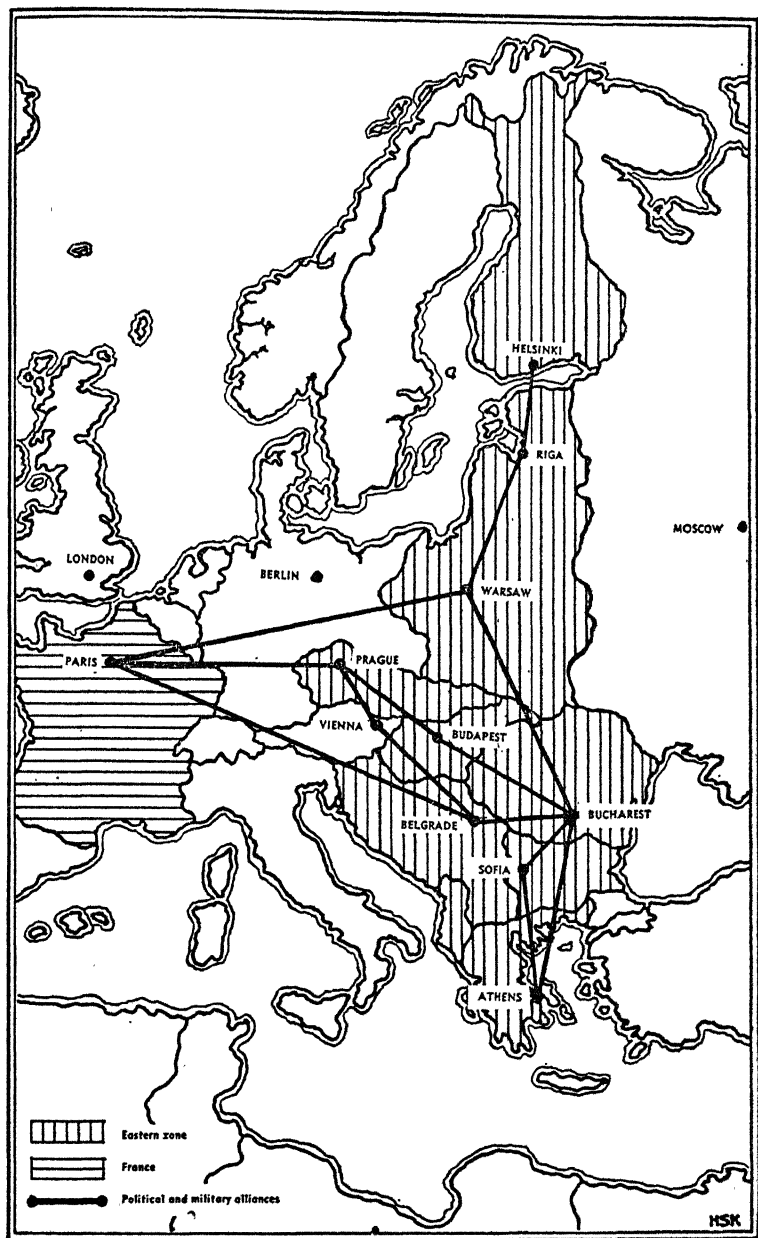 HELSINKI
RIGA
MOSCOW
LONDON
BERLIN
WARSAW
PARIS
PRAGUE
VIENNA
BUDAPEST
BELGRADE
BUCHAREST
SOFIA
ATHENS
Eastern zone
France
Political and military alliances
HSK